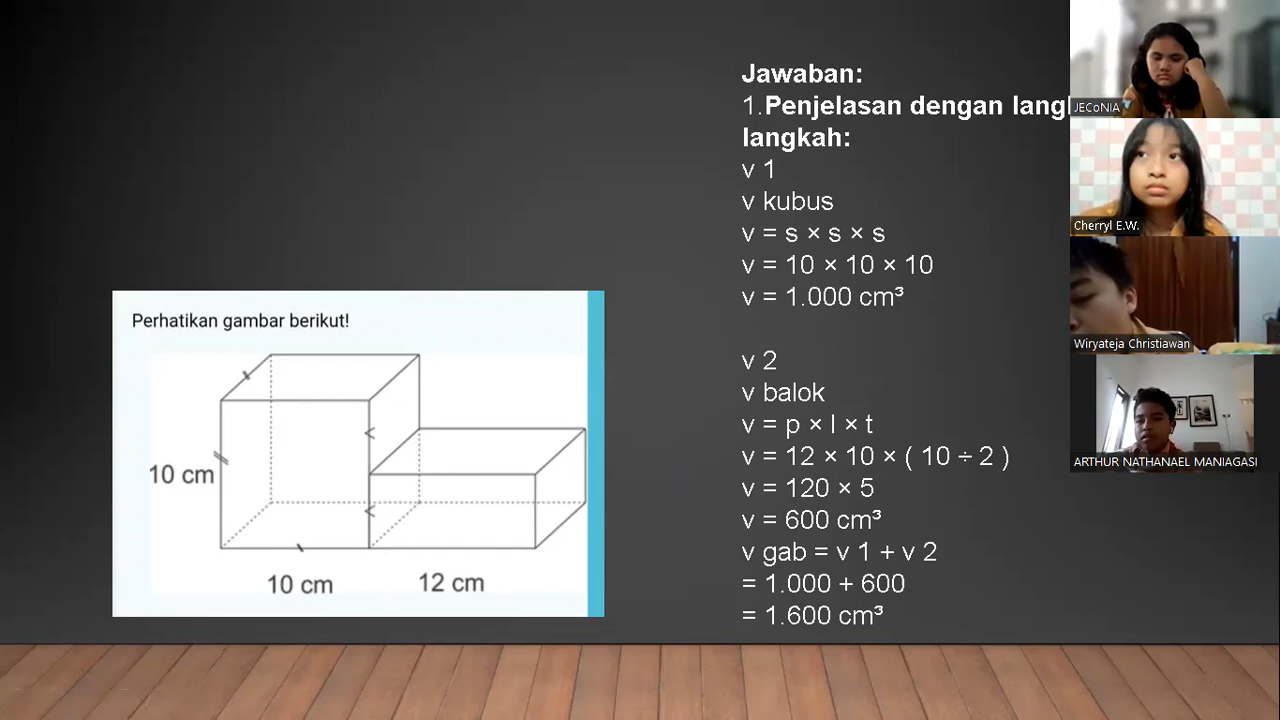 Jawaban:
1.Penjelasan dengan
langkah:
v 1
v kubus
v = s × s × s
v = 10 × 10 × 10
v = 1.000 cm³
v 2
v balok
v = p × l × t
v = 12 × 10 × ( 10 ÷ 2 )
v = 120 × 5
v = 600 cm³
v gab = v 1 + v 2
= 1.000 + 600
= 1.600 cm³
Perhatikan gambar berikut!
10 cm
10 cm
12 cm
JECoNIA
Cherryl E.W.
Wiryateja Christiawan
ARTHUR NATHANAEL MANIAGASI